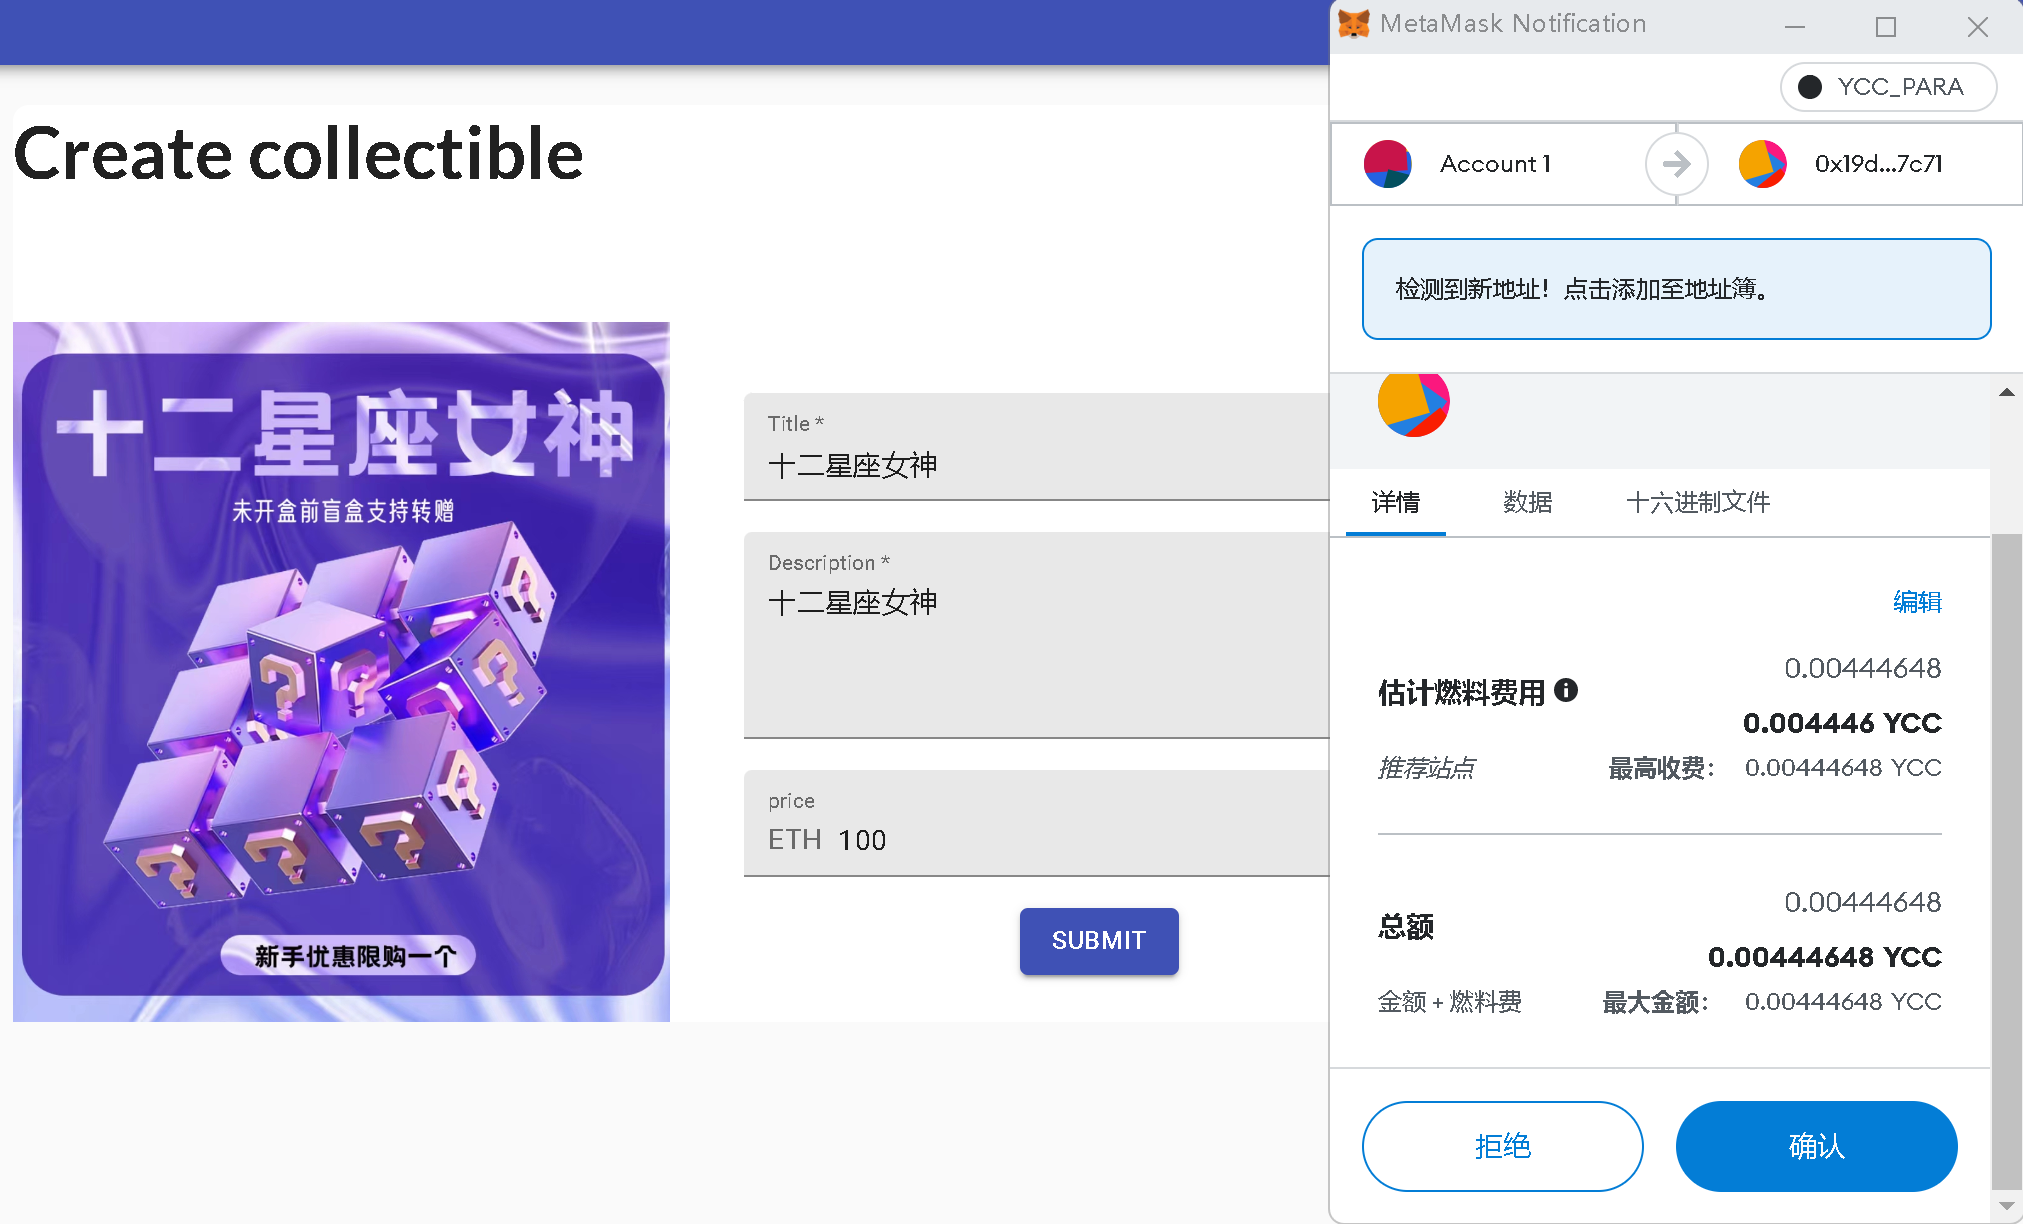 Create collectible
十二星座女神
未开盒前盲盒支持转赠
新手优惠限购一个
Title *
十二星座女神
Description *
十二星座女神
price
ETH 100
SUBMIT
MetaMask Notification
YCC_PARA
Account 1
0x19d...7c71
检测到新地址！点击添加至地址簿。
详情 数据 十六进制文件
编辑
0.00444648
估计燃料费用
0.004446 YCC
推荐站点 最高收费： 0.00444648 YCC
0.00444648
总额
0.00444648 YCC
金额 + 燃料费 最大金额： 0.00444648 YCC
拒绝 确认